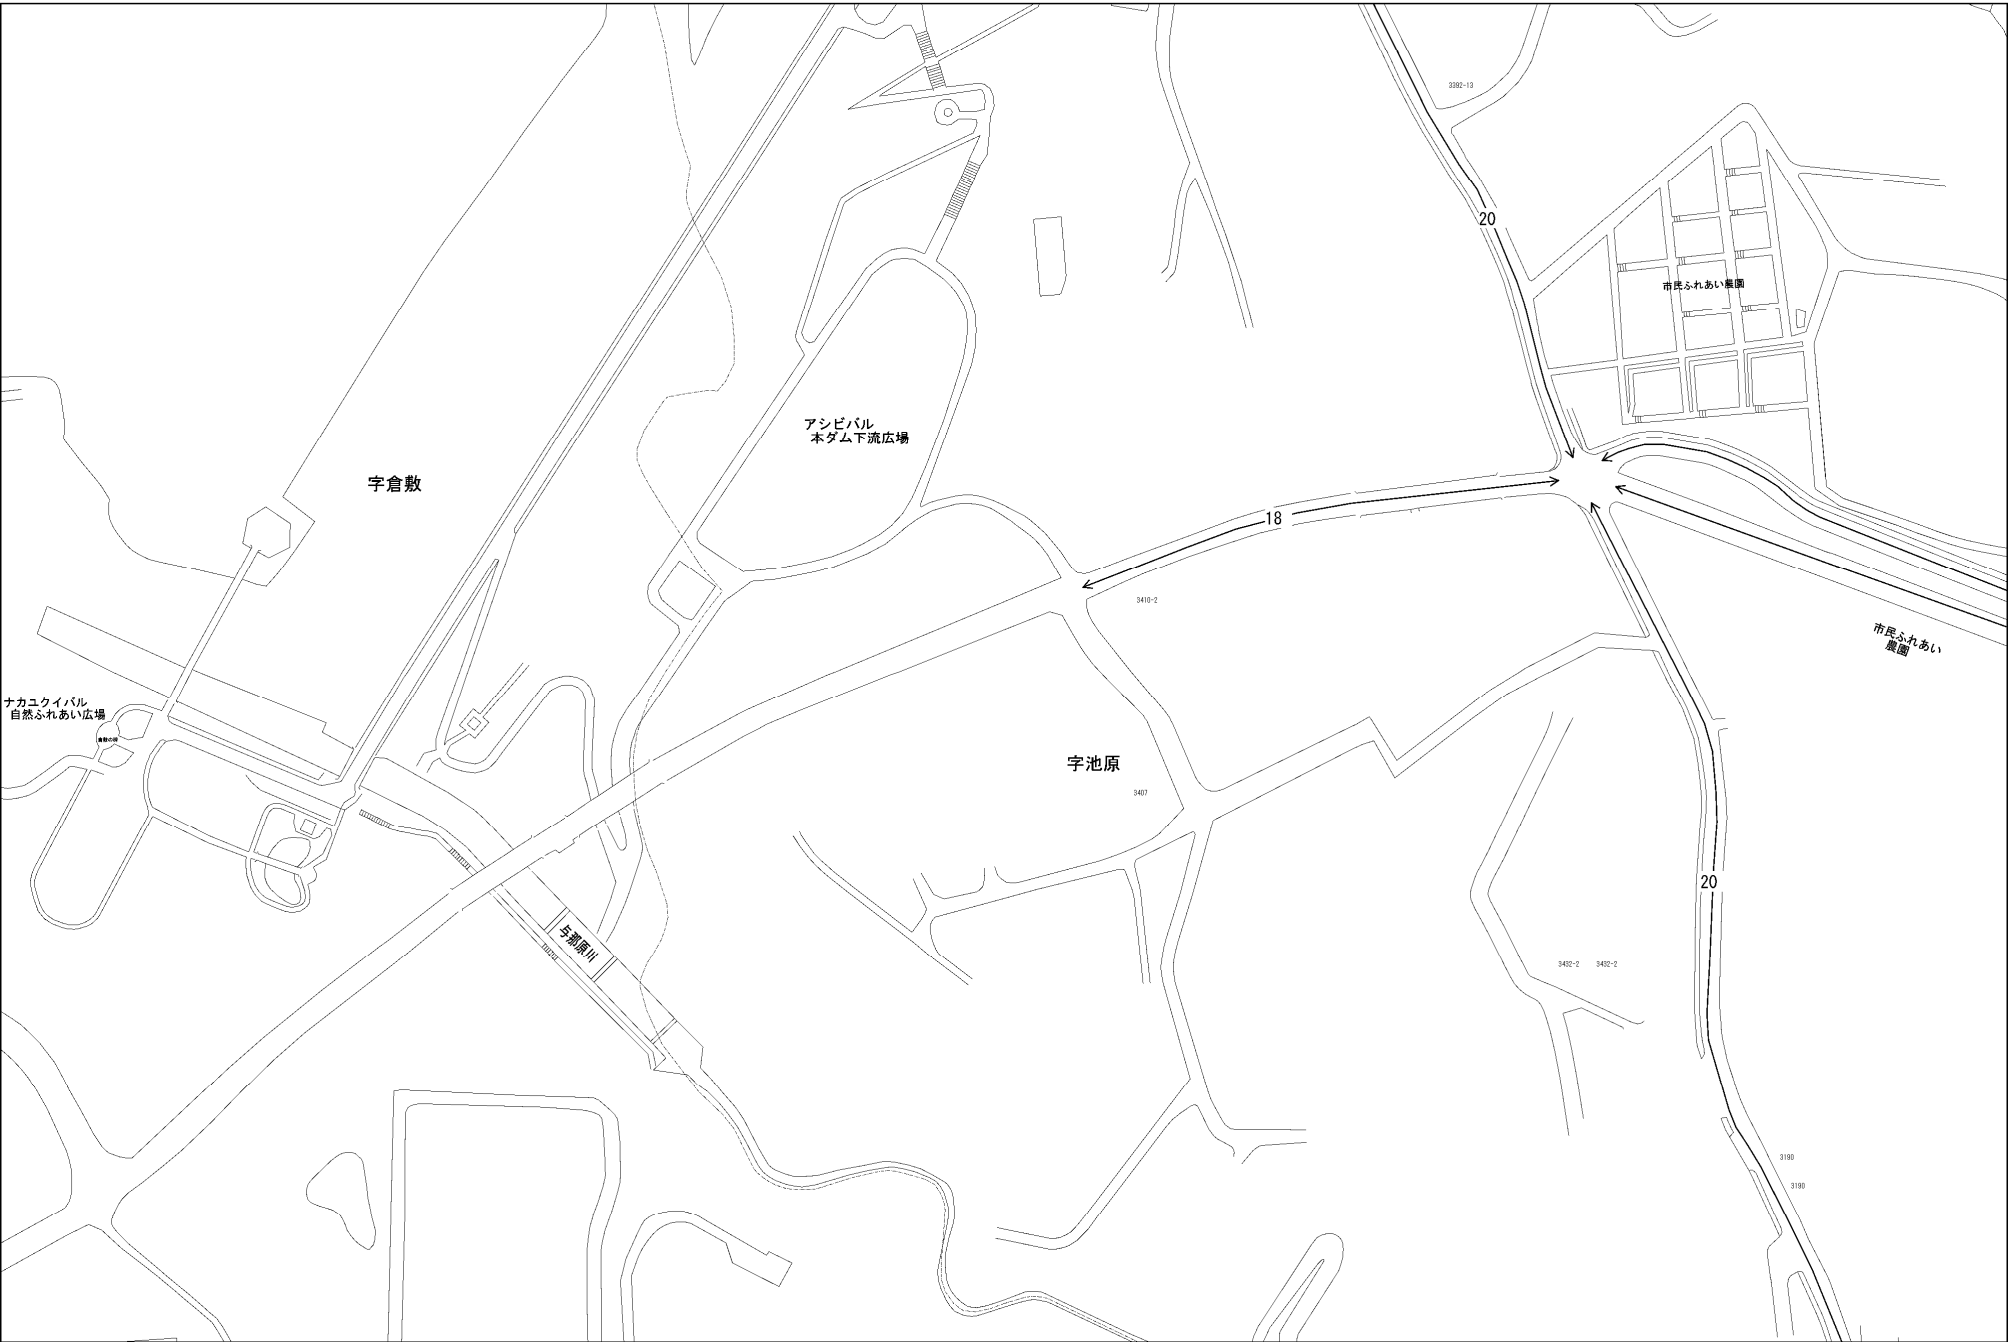 3392-13
20
市民ふれあい農園
アシビバル
本ダム下流広場
字倉敷
18
3410-2
市民ふれあい
農園
ナカユクイバル
自然ふれあい広場
字池原
3407
20
与那原川
3432-2 3432-2
3190
3190